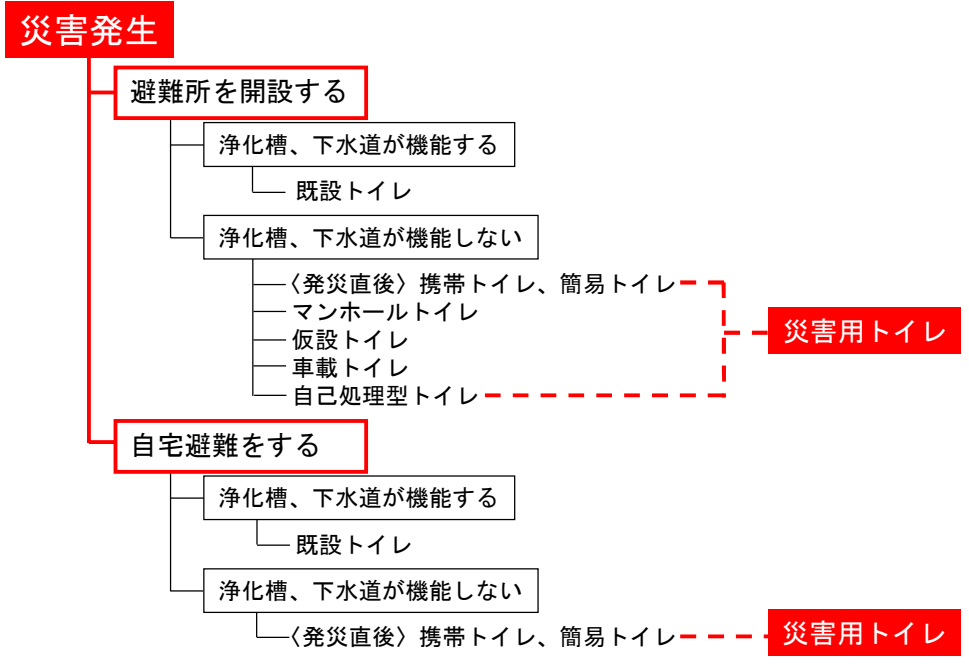 災害発生
避難所を開設する
浄化槽、下水道が機能する
既設トイレ
浄化槽、下水道が機能しない
〈発災直後〉携帯トイレ、簡易トイレ
マンホールトイレ
仮設トイレ
車載トイレ
自己処理型トイレ
災害用トイレ
自宅避難をする
浄化槽、下水道が機能する
既設トイレ
浄化槽、下水道が機能しない
〈発災直後〉携帯トイレ、簡易トイレ
災害用トイレ